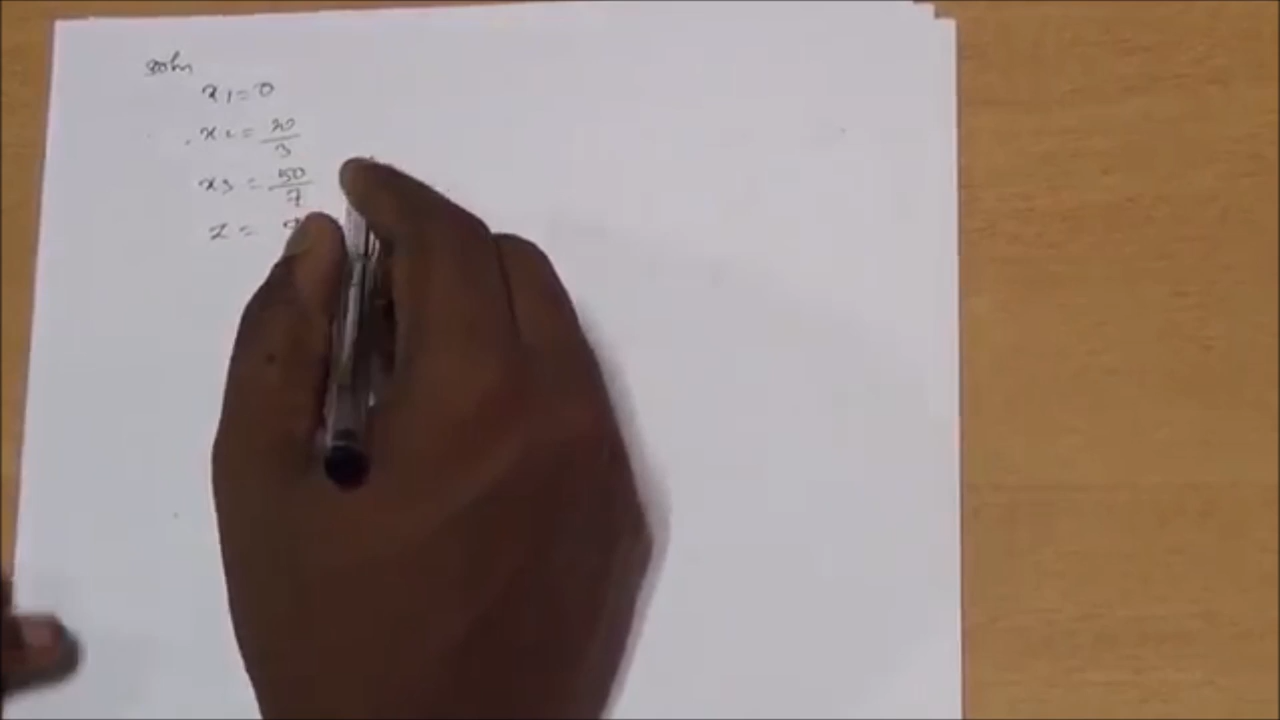 soln
x1=0
x2=20/3
x3=50/7
z=